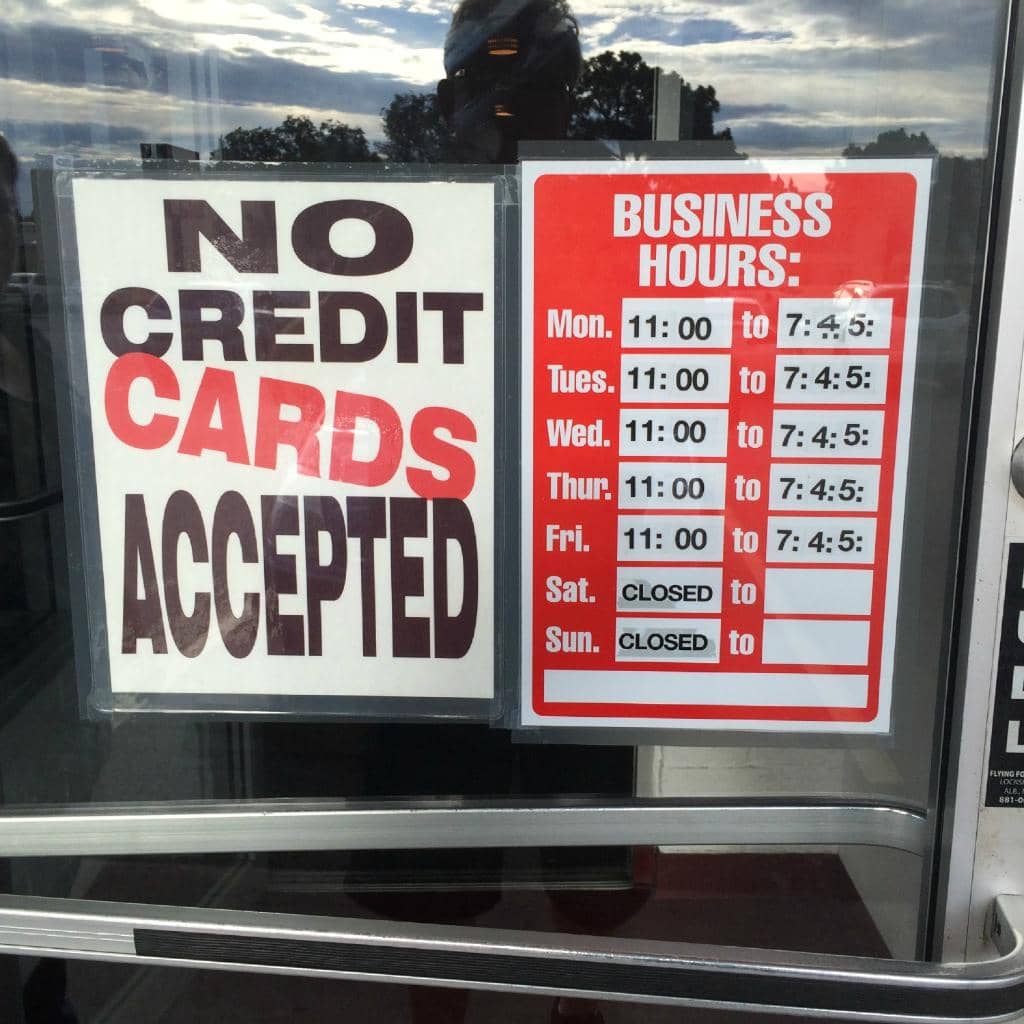 NO
CREDIT
CARDS
ACCEPTED
BUSINESS
HOURS:
Mon. 11: 00 to 7: 4 5:
Tues. 11: 00 to 7: 4: 5:
Wed. 11: 00 to 7: 4: 5:
Thur. 11: 00 to 7: 4: 5:
Fri. 11: 00 to 7: 4: 5:
Sat. CLOSED to
Sun. CLOSED to
FLYING